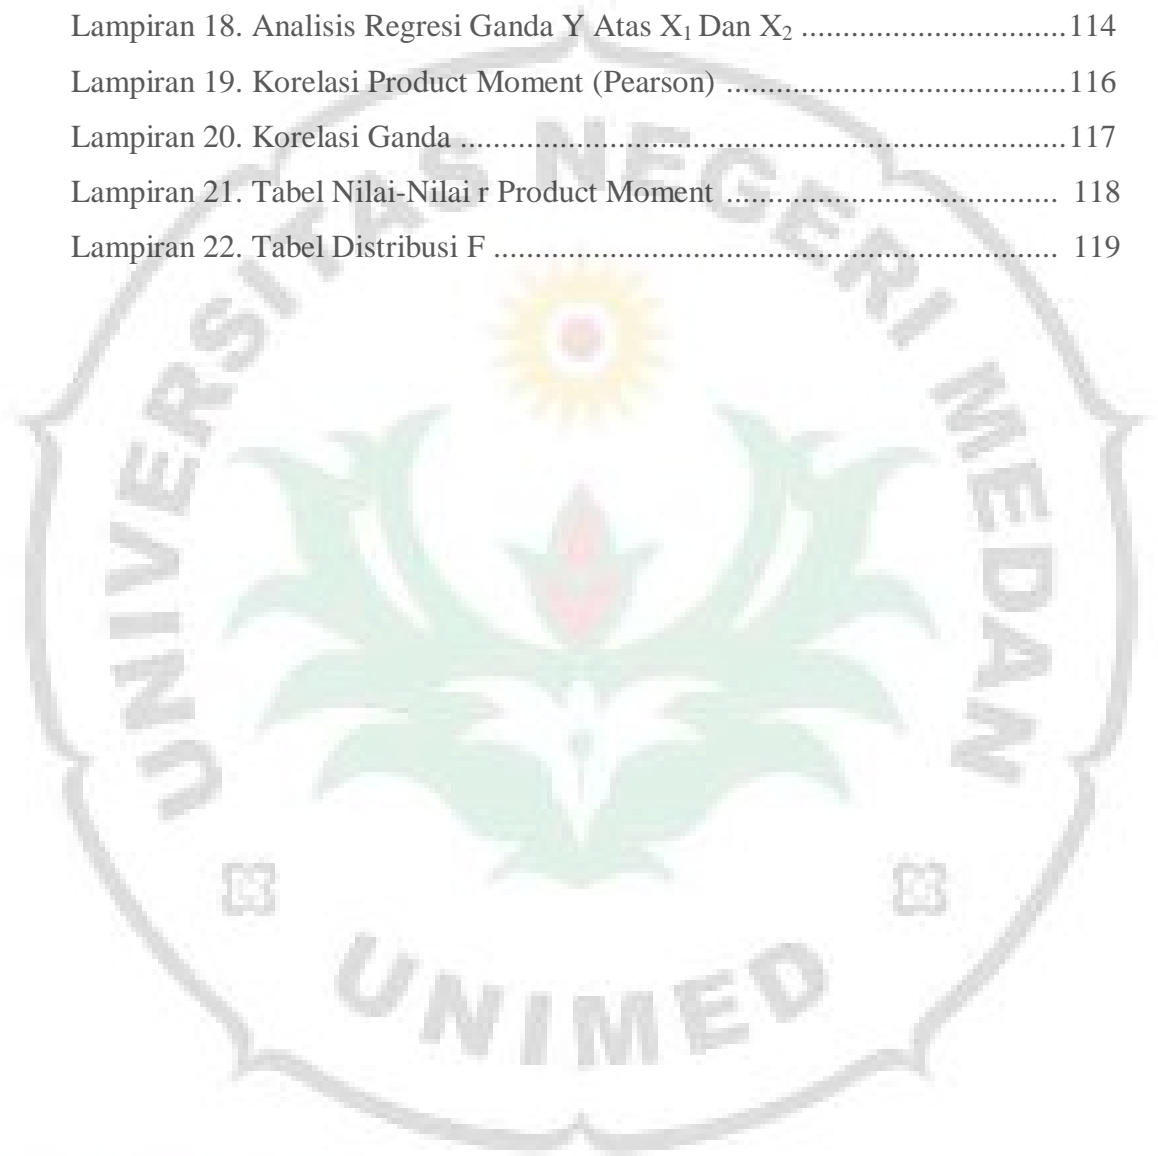 Lampiran 18. Analisis Regresi Ganda Y Atas X₁ Dan X₂ ................................114
Lampiran 19. Korelasi Product Moment (Pearson) .........................................116
Lampiran 20. Korelasi Ganda .........................................................................117
Lampiran 21. Tabel Nilai-Nilai r Product Moment ........................................ 118
Lampiran 22. Tabel Distribusi F .................................................................... 119
UNIVERSITAS NEGERI MEDAN
UNIMED